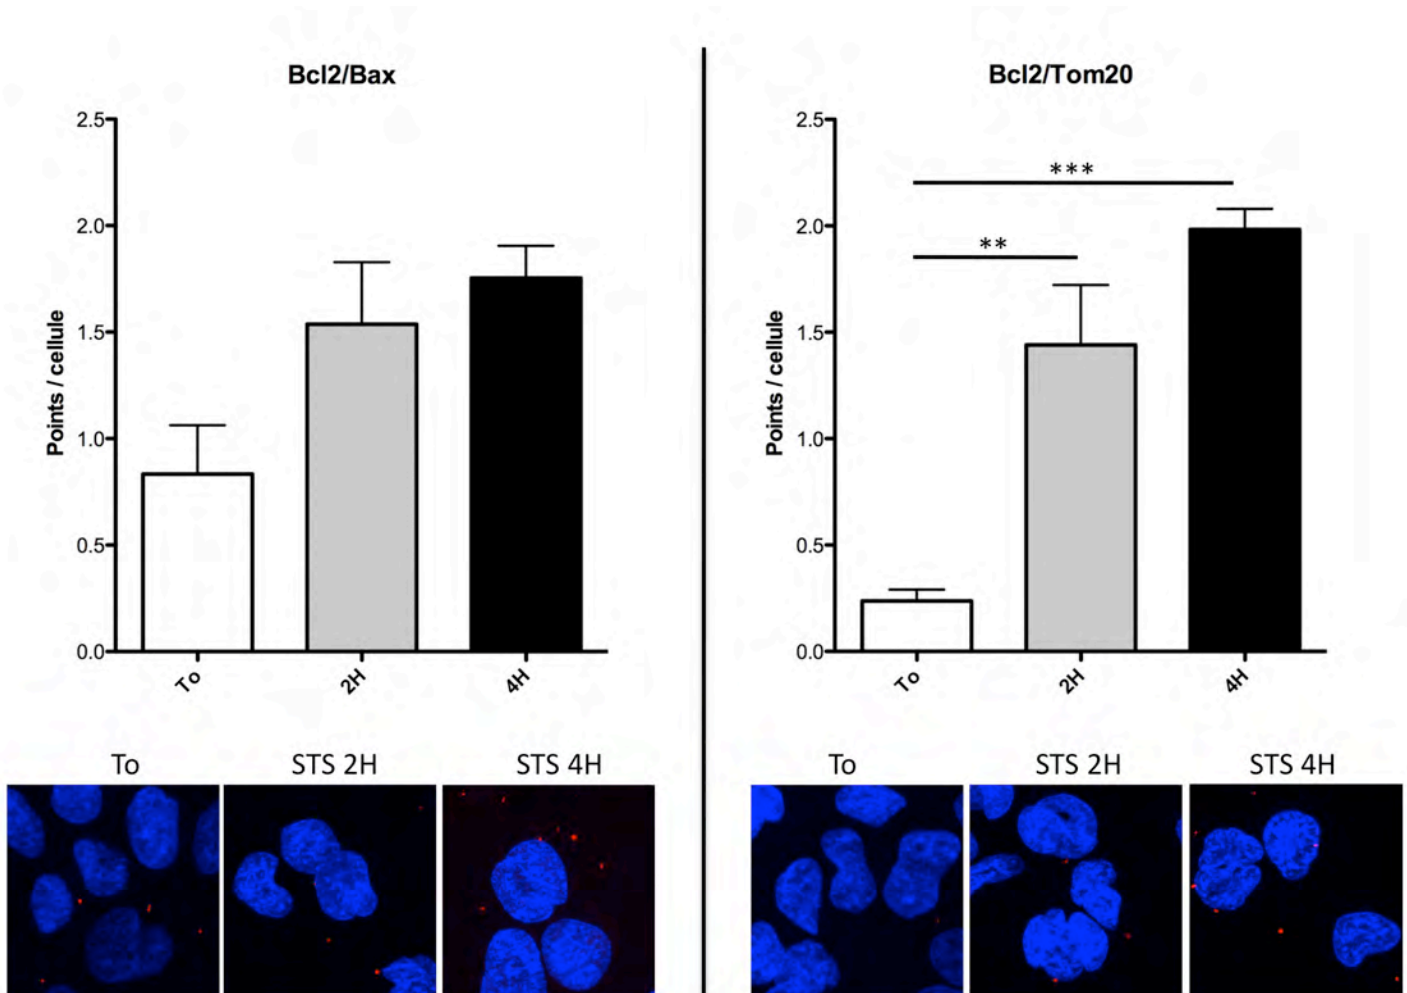 Bcl2/Bax
2.5
2.0
1.5
1.0
0.5
0.0
Points / cellule
To
2H
4H
To
STS 2H
STS 4H
Bcl2/Tom20
2.5
2.0
1.5
1.0
0.5
0.0
Points / cellule
***
**
To
2H
4H
To
STS 2H
STS 4H